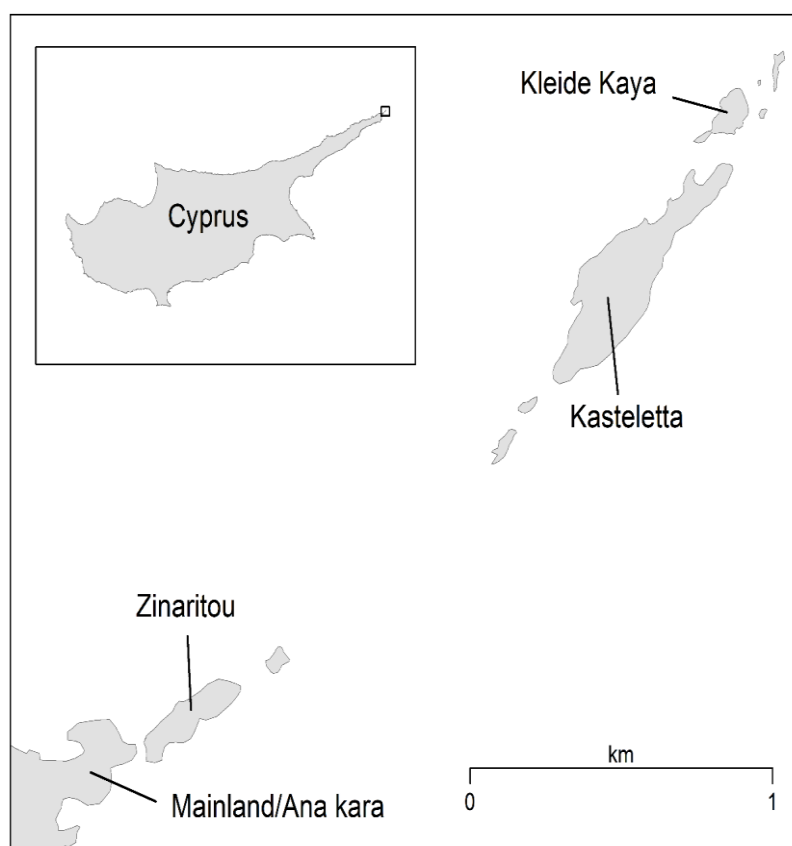 Kleide Kaya
Cyprus
Kasteletta
Zinaritou
Mainland/Ana kara
km
0 1